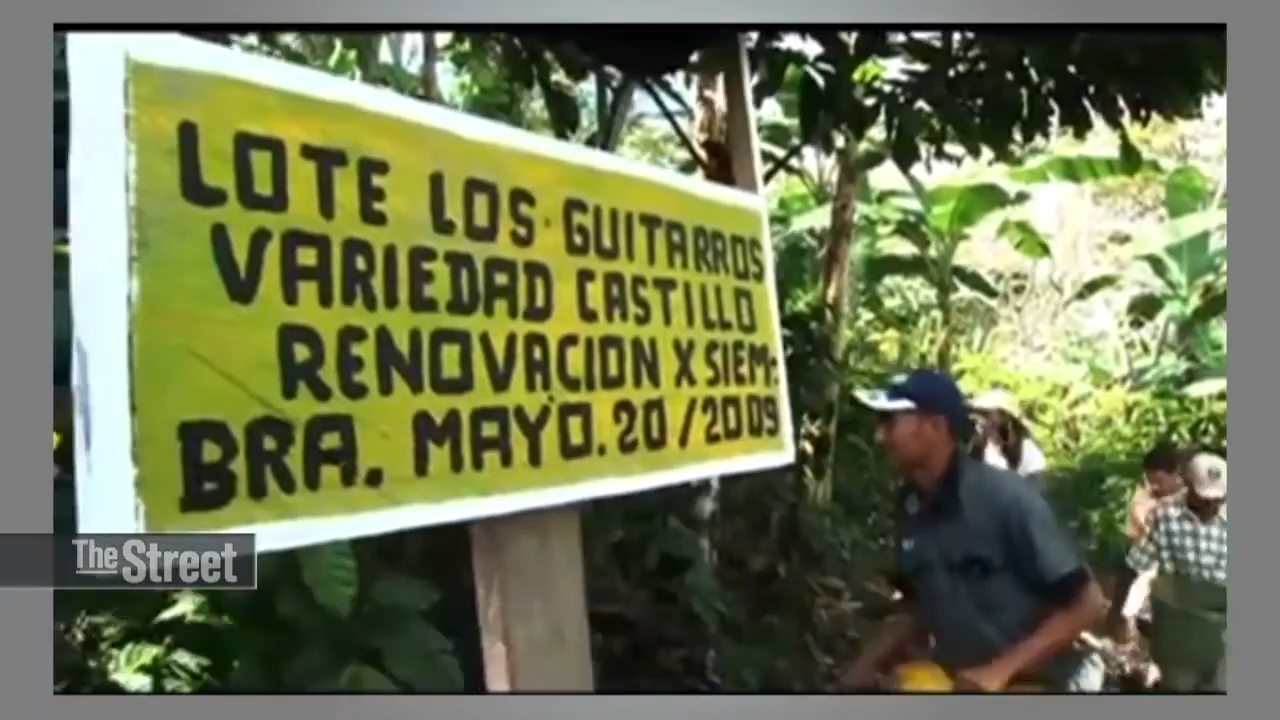 LOTE LOS GUITARROS
VARIEDAD CASTILLO
RENOVACION X SIEM:
BRA. MAYO. 20/2009
TheStreet